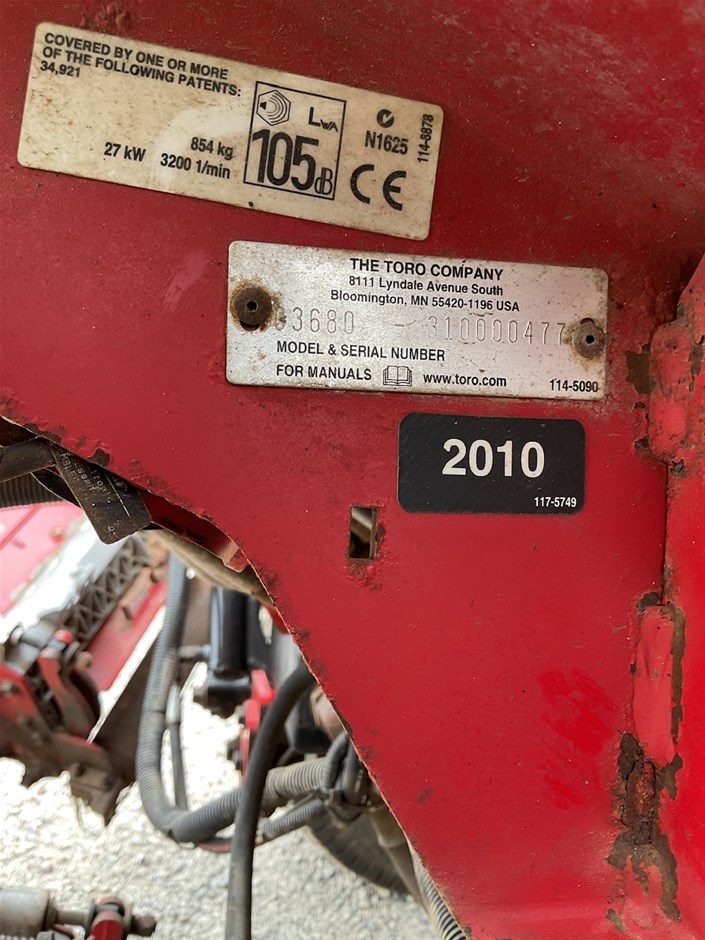 COVERED BY ONE OR MORE
OF THE FOLLOWING PATENTS:
34,921
LWA
105dB
27 kW
854 kg
3200 1/min
N1625
CE
114-8878
THE TORO COMPANY
8111 Lyndale Avenue South
Bloomington, MN 55420-1196 USA
03680 - 310000477
MODEL & SERIAL NUMBER
FOR MANUALS www.toro.com
114-5090
2010
117-5749